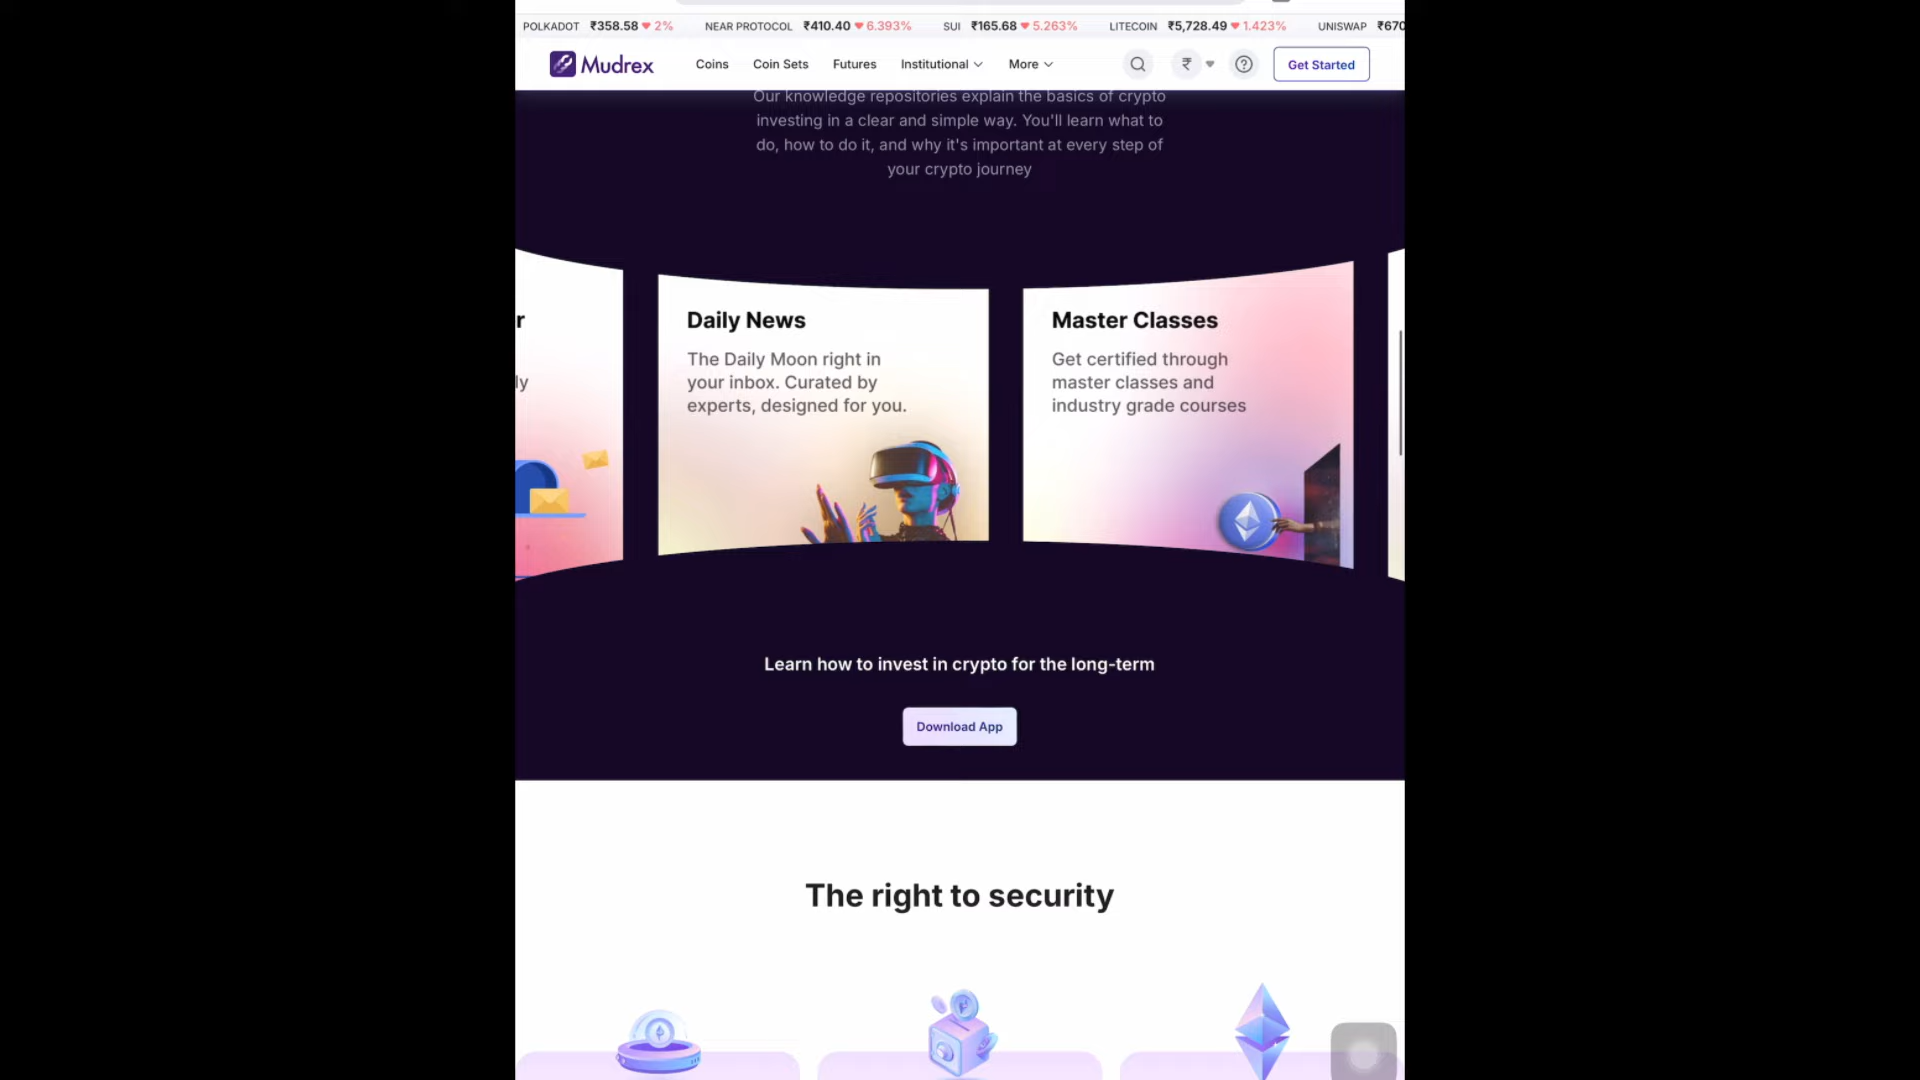 POLKADOT ₹358.58 2% NEAR PROTOCOL ₹410.40 6.393% SUI ₹165.68 5.263% LITECOIN ₹5,728.49 1.423% UNISWAP ₹670
Mudrex Coins Coin Sets Futures Institutional More ₹ Get Started
Our knowledge repositories explain the basics of crypto
investing in a clear and simple way. You'll learn what to
do, how to do it, and why it's important at every step of
your crypto journey
r
ly
Daily News
The Daily Moon right in
your inbox. Curated by
experts, designed for you.
Master Classes
Get certified through
master classes and
industry grade courses
Learn how to invest in crypto for the long-term
Download App
The right to security